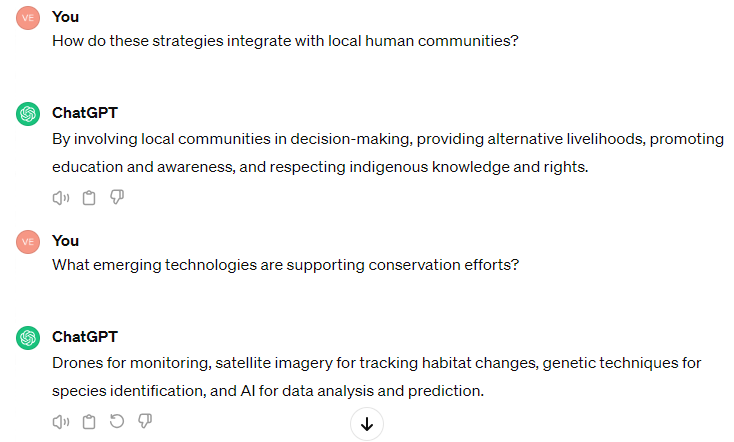 VE
You
How do these strategies integrate with local human communities?
ChatGPT
By involving local communities in decision-making, providing alternative livelihoods, promoting
education and awareness, and respecting indigenous knowledge and rights.
VE
You
What emerging technologies are supporting conservation efforts?
ChatGPT
Drones for monitoring, satellite imagery for tracking habitat changes, genetic techniques for
species identification, and AI for data analysis and prediction.